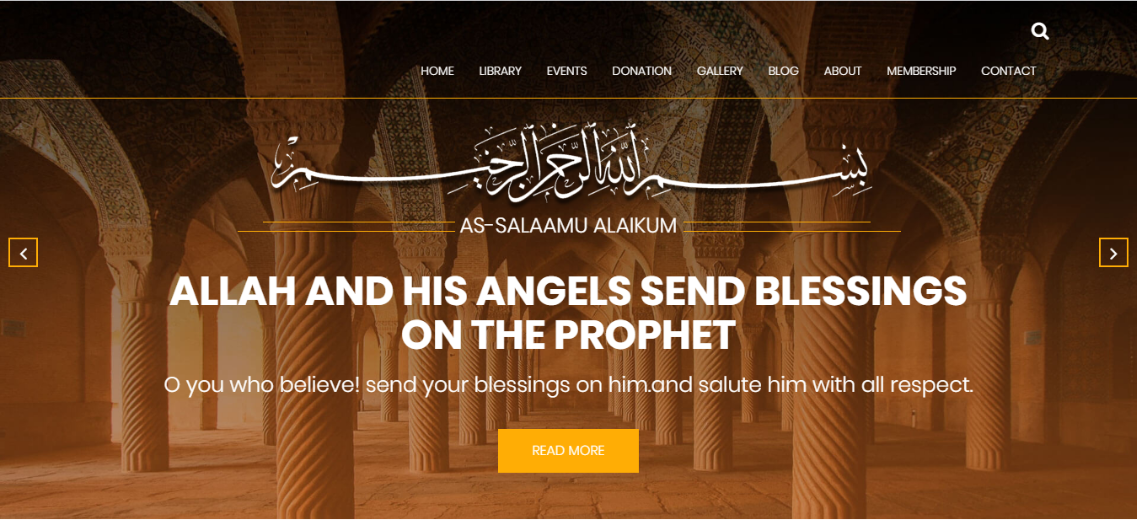 HOME LIBRARY EVENTS DONATION GALLERY BLOG ABOUT MEMBERSHIP CONTACT
بسم الله الرحمن الرحيم
AS-SALAAMU ALAIKUM
ALLAH AND HIS ANGELS SEND BLESSINGS
ON THE PROPHET
O you who believe! send your blessings on him.and salute him with all respect.
READ MORE